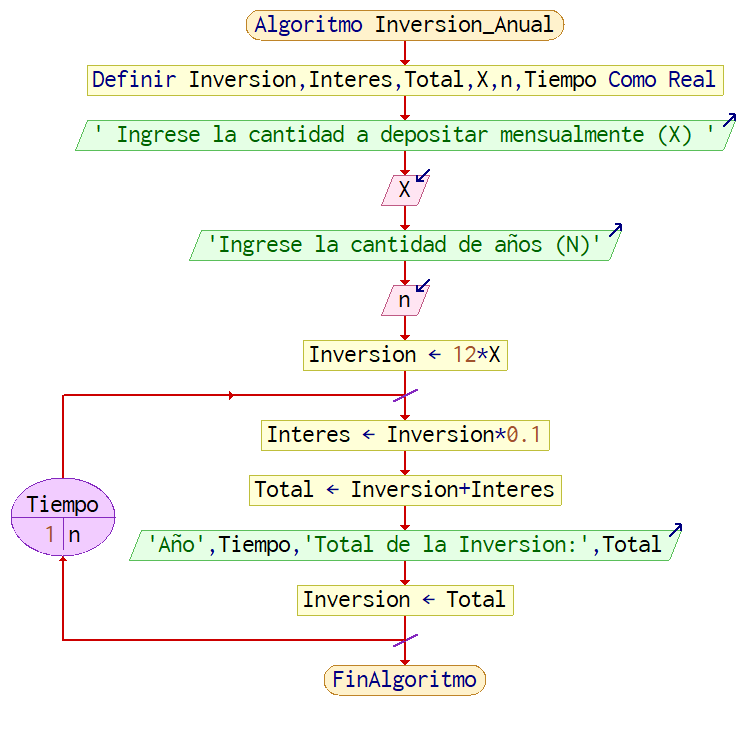 Algoritmo Inversion_Anual
Definir Inversion,Interes,Total,X,n,Tiempo Como Real
' Ingrese la cantidad a depositar mensualmente (X) '
X
'Ingrese la cantidad de años (N)'
n
Inversion ← 12*X
Interes ← Inversion*0.1
Total ← Inversion+Interes
Tiempo
1 n
'Año',Tiempo,'Total de la Inversion:',Total
Inversion ← Total
FinAlgoritmo